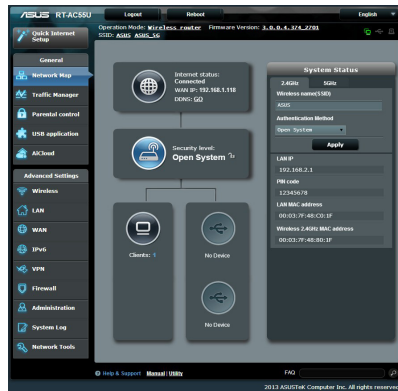 ASUS RT-AC55U
Logout
Reboot
English
Quick Internet
Setup
Operation Mode: Wireless router Firmware Version: 3.0.0.4.374_2701
SSID: ASUS ASUS_5G
General
Network Map
Traffic Manager
Parental control
USB application
AiCloud
Advanced Settings
Wireless
LAN
WAN
IPv6
VPN
Firewall
Administration
System Log
Network Tools
Internet status:
Connected
WAN IP: 192.168.1.118
DDNS: GO
Security level:
Open System
Clients: 1
No Device
No Device
System Status
2.4GHz
5GHz
Wireless name(SSID)
ASUS
Authentication Method
Open System
Apply
LAN IP
192.168.2.1
PIN code
12345678
LAN MAC address
00:03:7F:48:C0:1F
Wireless 2.4GHz MAC address
00:03:7F:48:80:1F
Help & Support Manual | Utility
FAQ
2013 ASUSTeK Computer Inc. All rights reserved